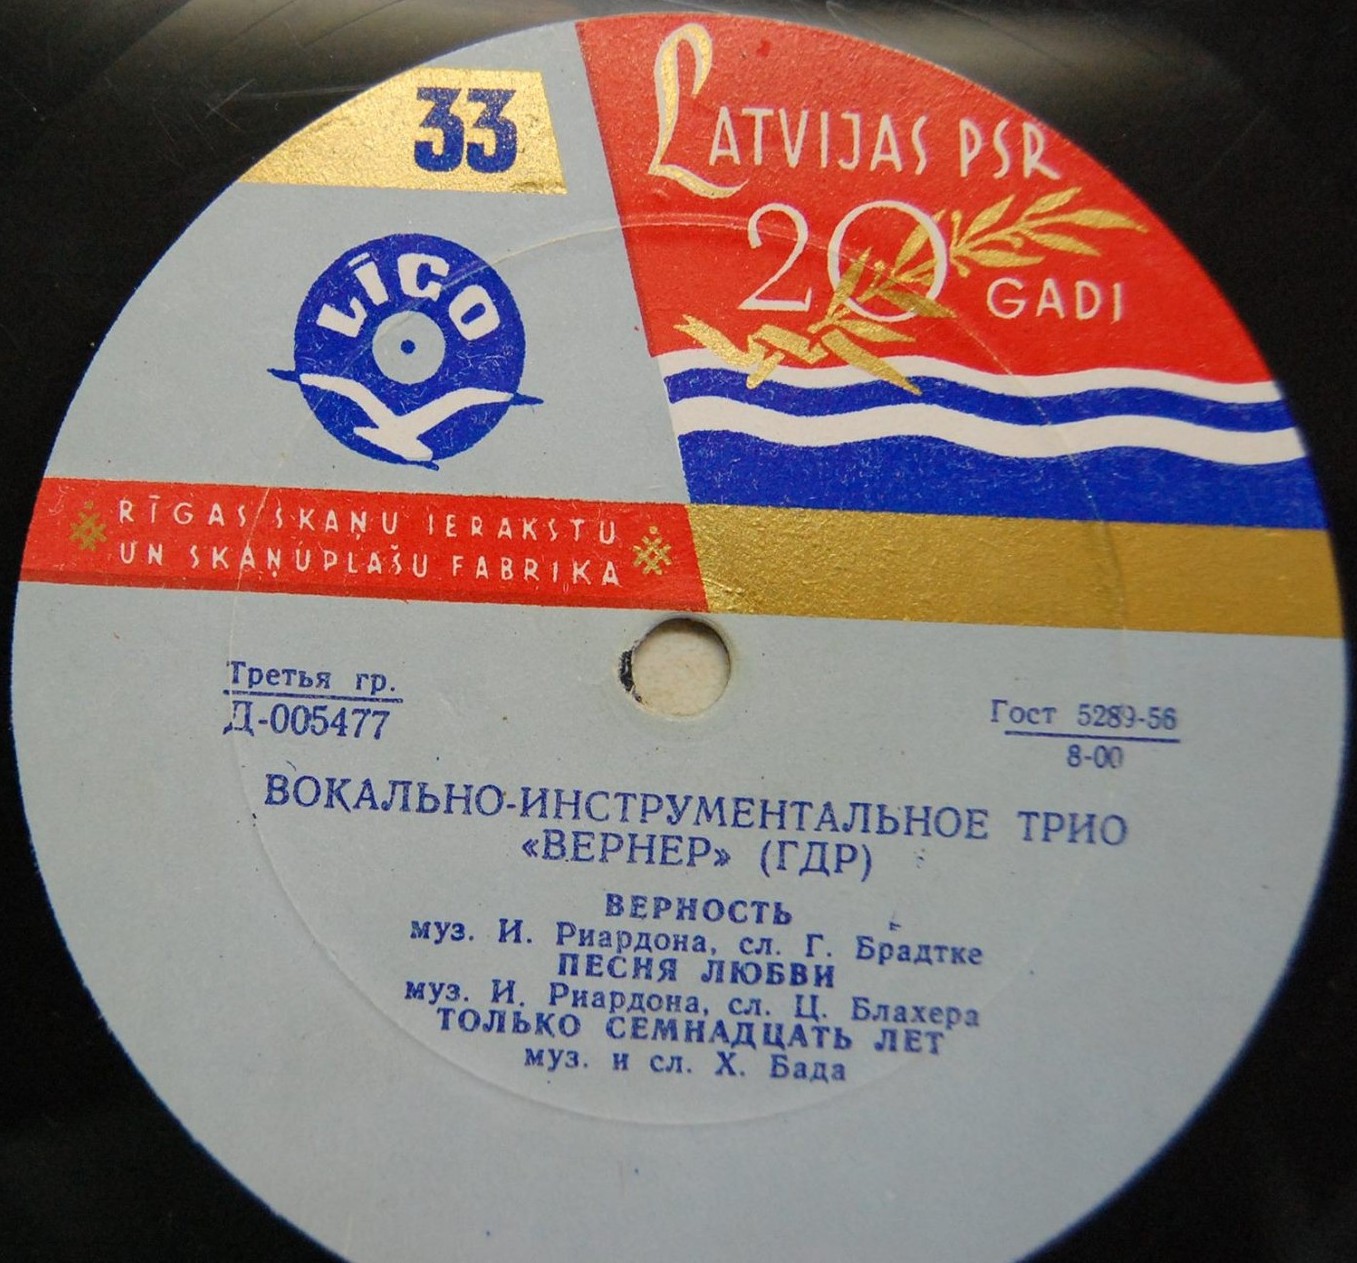 33
LATVIJAS PSR
20
GADI
LĪGO
RĪGAS SKAŅU IERAKSTU
UN SKAŅUPLAŠU FABRIKA
Третья гр.
Д-005477
Гост 5289-56
8-00
ВОКАЛЬНО-ИНСТРУМЕНТАЛЬНОЕ ТРИО
«ВЕРНЕР» (ГДР)
ВЕРНОСТЬ
муз. И. Риардона, сл. Г. Брадтке
ПЕСНЯ ЛЮБВИ
муз. И. Риардона, сл. Ц. Блахера
ТОЛЬКО СЕМНАДЦАТЬ ЛЕТ
муз. и сл. Х. Бада